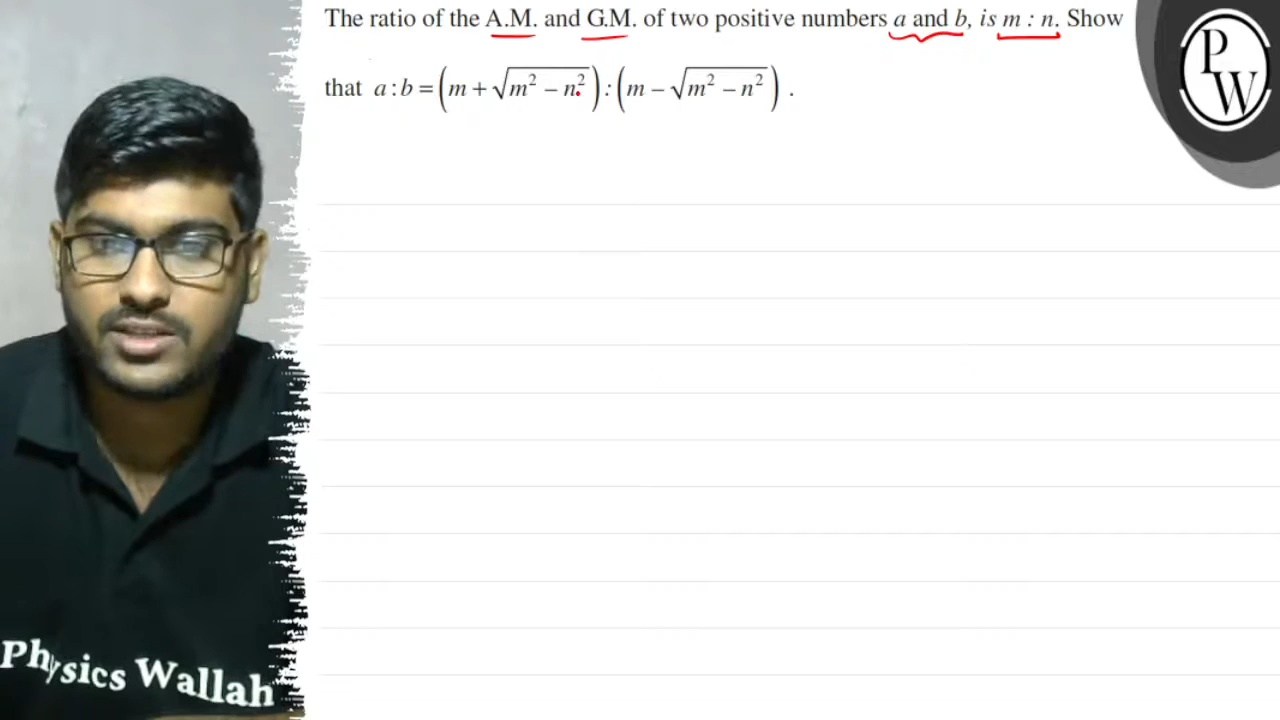 The ratio of the A.M. and G.M. of two positive numbers a and b, is m : n. Show
that a : b = (m + √(m² − n²)) : (m − √(m² − n²)) .
P
W
Physics Wallah